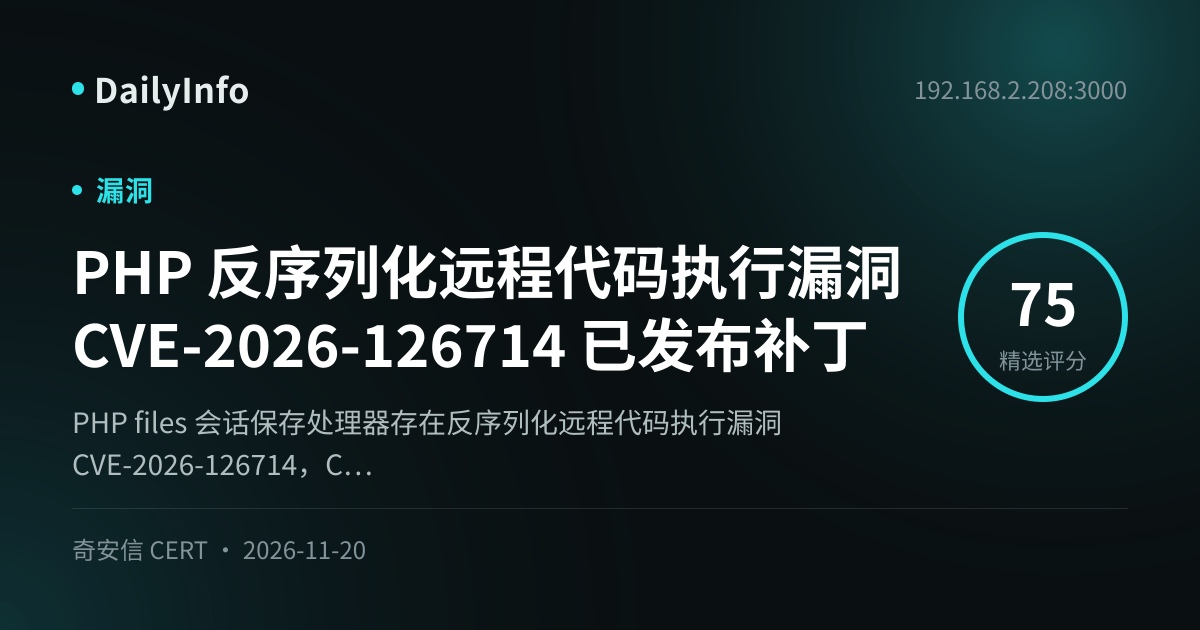 DailyInfo
192.168.2.208:3000
漏洞
PHP 反序列化远程代码执行漏洞
CVE-2026-126714 已发布补丁
75
精选评分
PHP files 会话保存处理器存在反序列化远程代码执行漏洞
CVE-2026-126714，C…
奇安信 CERT · 2026-11-20